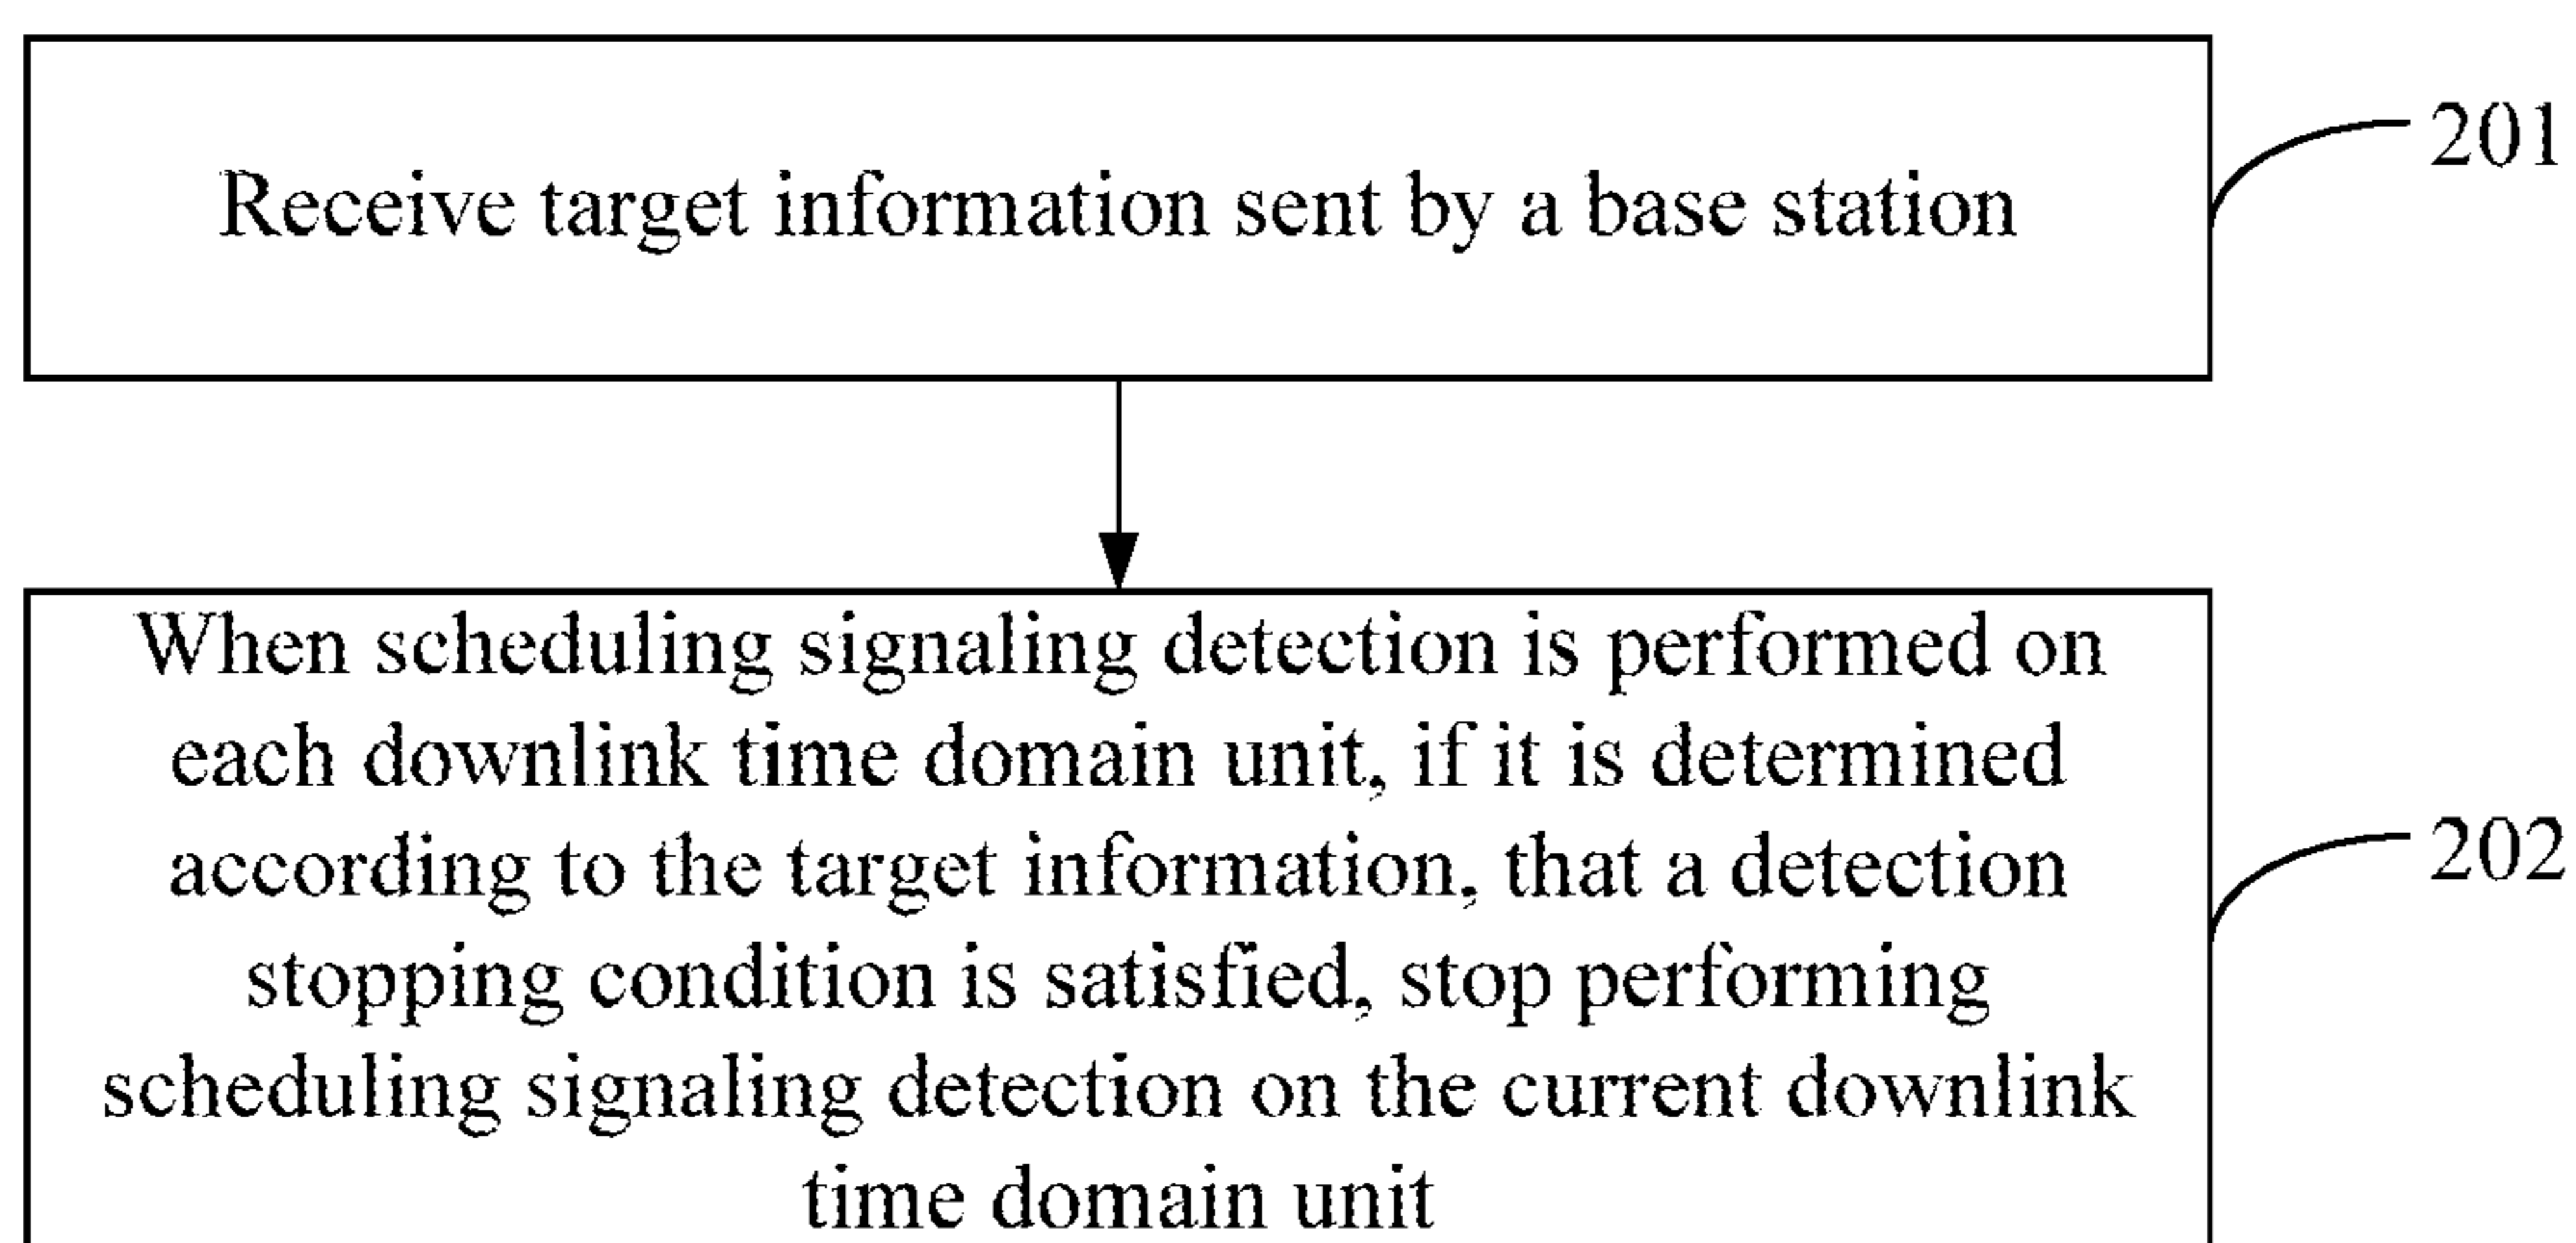 Receive target information sent by a base station
201
When scheduling signaling detection is performed on
each downlink time domain unit, if it is determined
according to the target information, that a detection
stopping condition is satisfied, stop performing
scheduling signaling detection on the current downlink
time domain unit
202